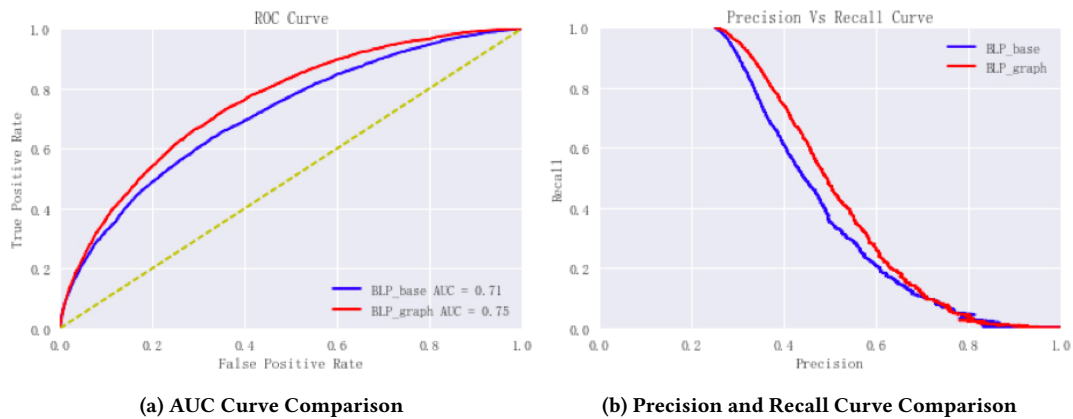 ROC Curve
1.0
0.8
0.6
0.4
0.2
0.0
True Positive Rate
BLP_base AUC = 0.71
BLP_graph AUC = 0.75
0.0 0.2 0.4 0.6 0.8 1.0
False Positive Rate
(a) AUC Curve Comparison
Precision Vs Recall Curve
1.0
0.8
0.6
0.4
0.2
0.0
Recall
BLP_base
BLP_graph
0.0 0.2 0.4 0.6 0.8 1.0
Precision
(b) Precision and Recall Curve Comparison